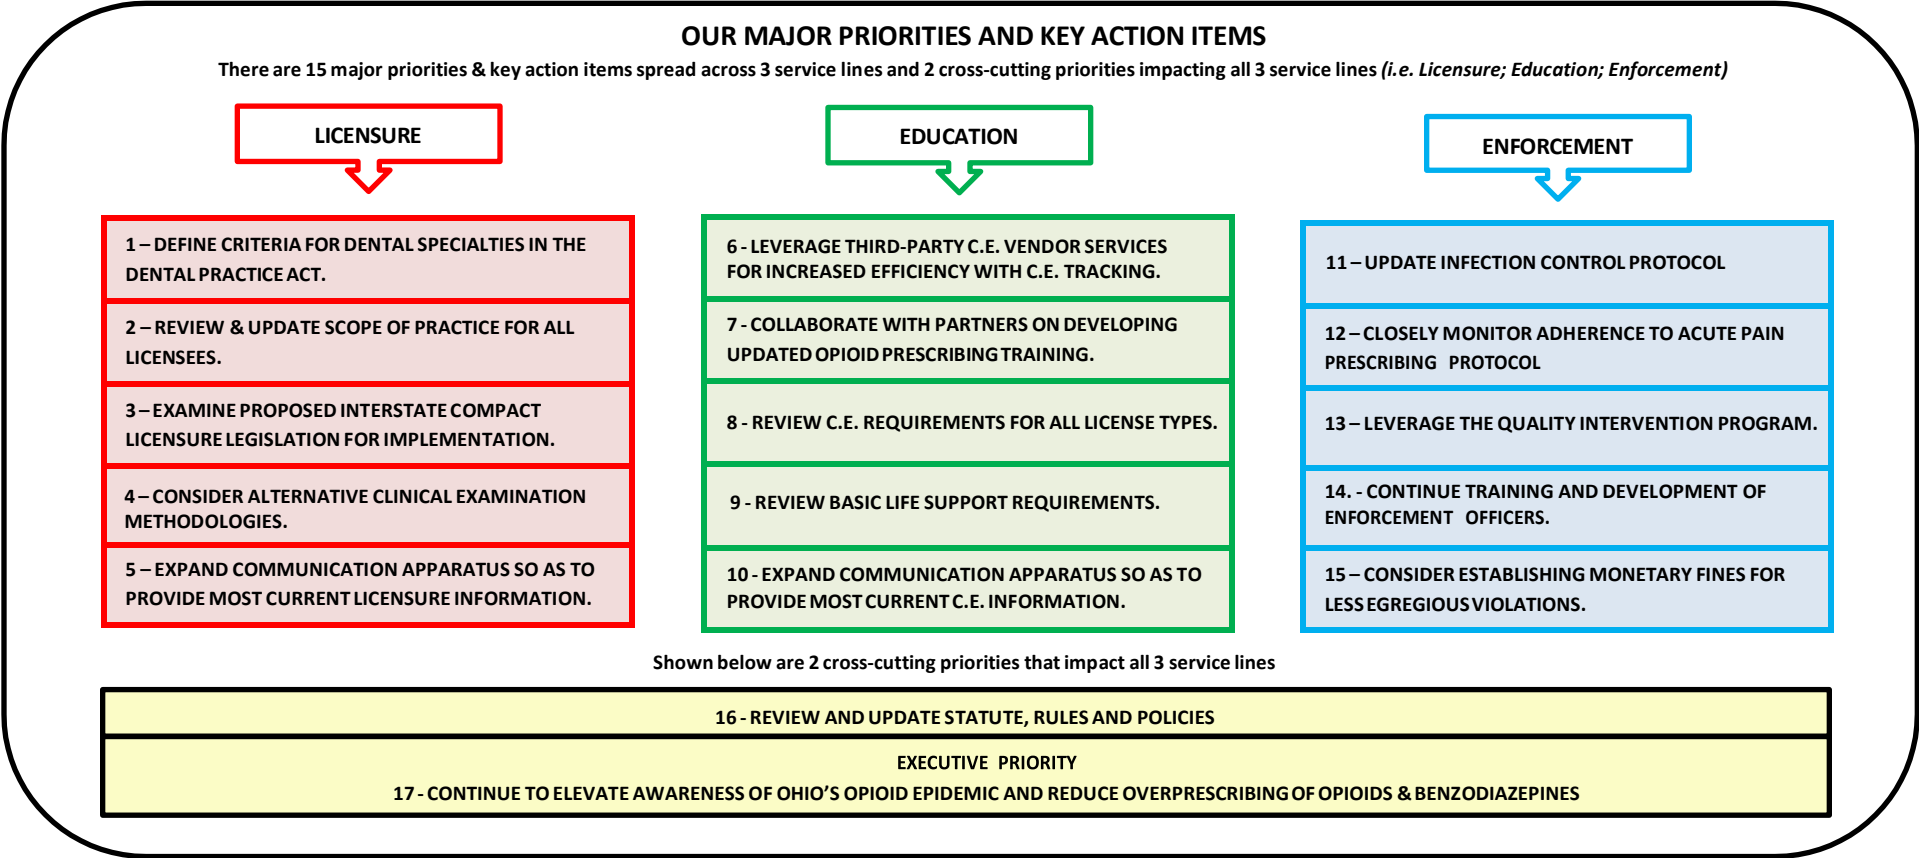 OUR MAJOR PRIORITIES AND KEY ACTION ITEMS
There are 15 major priorities & key action items spread across 3 service lines and 2 cross-cutting priorities impacting all 3 service lines (i.e. Licensure; Education; Enforcement)
LICENSURE
1 – DEFINE CRITERIA FOR DENTAL SPECIALTIES IN THE
DENTAL PRACTICE ACT.
2 – REVIEW & UPDATE SCOPE OF PRACTICE FOR ALL
LICENSEES.
3 – EXAMINE PROPOSED INTERSTATE COMPACT
LICENSURE LEGISLATION FOR IMPLEMENTATION.
4 – CONSIDER ALTERNATIVE CLINICAL EXAMINATION
METHODOLOGIES.
5 – EXPAND COMMUNICATION APPARATUS SO AS TO
PROVIDE MOST CURRENT LICENSURE INFORMATION.
EDUCATION
6 - LEVERAGE THIRD-PARTY C.E. VENDOR SERVICES
FOR INCREASED EFFICIENCY WITH C.E. TRACKING.
7 - COLLABORATE WITH PARTNERS ON DEVELOPING
UPDATED OPIOID PRESCRIBING TRAINING.
8 - REVIEW C.E. REQUIREMENTS FOR ALL LICENSE TYPES.
9 - REVIEW BASIC LIFE SUPPORT REQUIREMENTS.
10 - EXPAND COMMUNICATION APPARATUS SO AS TO
PROVIDE MOST CURRENT C.E. INFORMATION.
ENFORCEMENT
11 – UPDATE INFECTION CONTROL PROTOCOL
12 – CLOSELY MONITOR ADHERENCE TO ACUTE PAIN
PRESCRIBING PROTOCOL
13 – LEVERAGE THE QUALITY INTERVENTION PROGRAM.
14. - CONTINUE TRAINING AND DEVELOPMENT OF
ENFORCEMENT OFFICERS.
15 – CONSIDER ESTABLISHING MONETARY FINES FOR
LESS EGREGIOUS VIOLATIONS.
Shown below are 2 cross-cutting priorities that impact all 3 service lines
16 - REVIEW AND UPDATE STATUTE, RULES AND POLICIES
EXECUTIVE PRIORITY
17 - CONTINUE TO ELEVATE AWARENESS OF OHIO’S OPIOID EPIDEMIC AND REDUCE OVERPRESCRIBING OF OPIOIDS & BENZODIAZEPINES